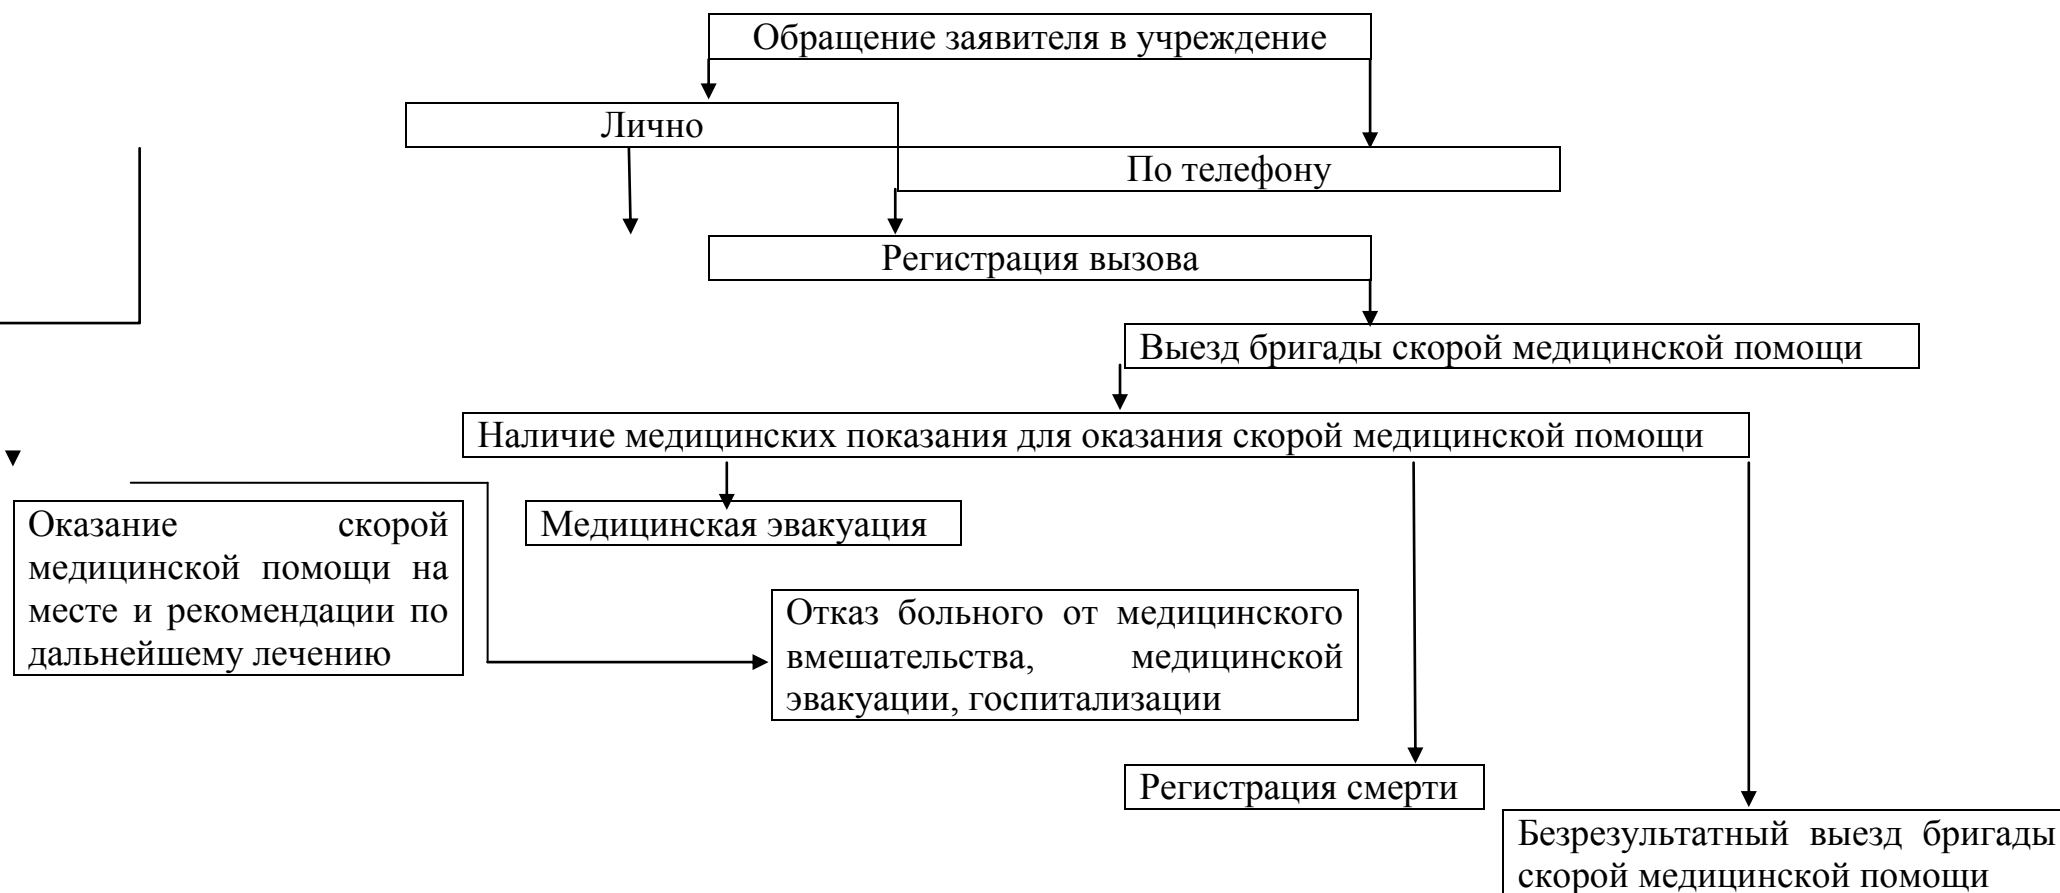 Обращение заявителя в учреждение
Лично
По телефону
Регистрация вызова
Выезд бригады скорой медицинской помощи
Наличие медицинских показания для оказания скорой медицинской помощи
Оказание скорой
медицинской помощи на
месте и рекомендации по
дальнейшему лечению
Медицинская эвакуация
Отказ больного от медицинского
вмешательства, медицинской
эвакуации, госпитализации
Регистрация смерти
Безрезультатный выезд бригады
скорой медицинской помощи